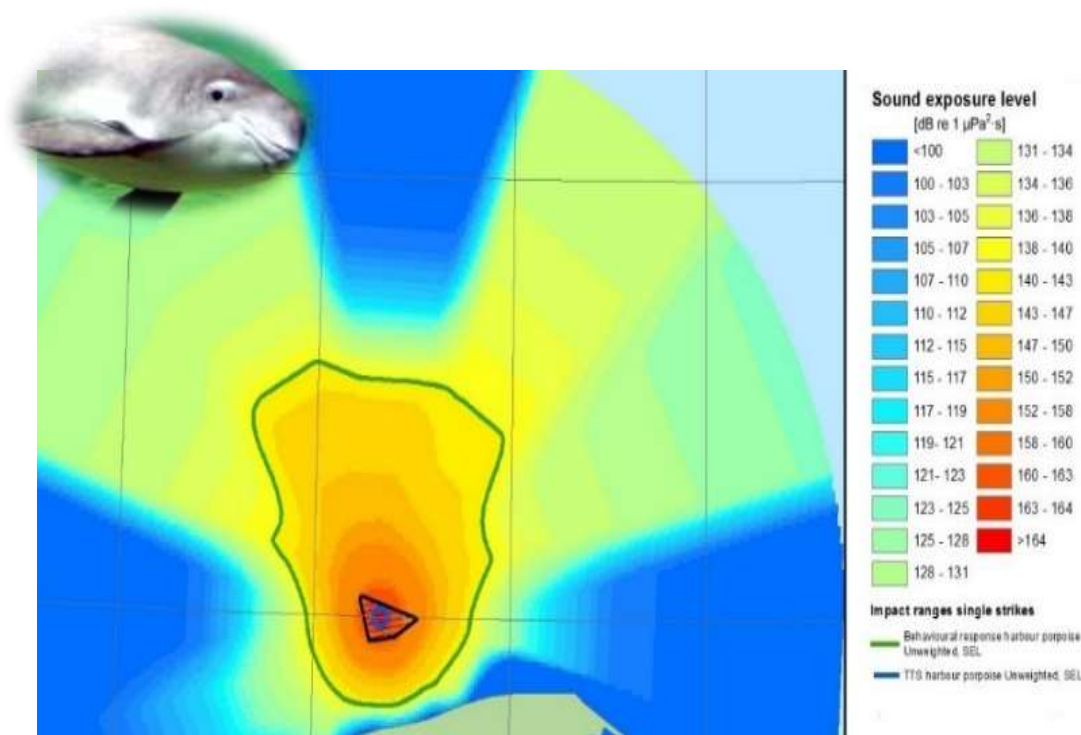 Sound exposure level
[dB re 1 µPa²·s]
<100
100 - 103
103 - 105
105 - 107
107 - 110
110 - 112
112 - 115
115 - 117
117 - 119
119- 121
121- 123
123 - 125
125 - 128
128 - 131
131 - 134
134 - 136
136 - 138
138 - 140
140 - 143
143 - 147
147 - 150
150 - 152
152 - 158
158 - 160
160 - 163
163 - 164
>164
Impact ranges single strikes
Behavioural response harbour porpoise
Unweighted, SEL
TTS harbour porpoise Unweighted, SEL